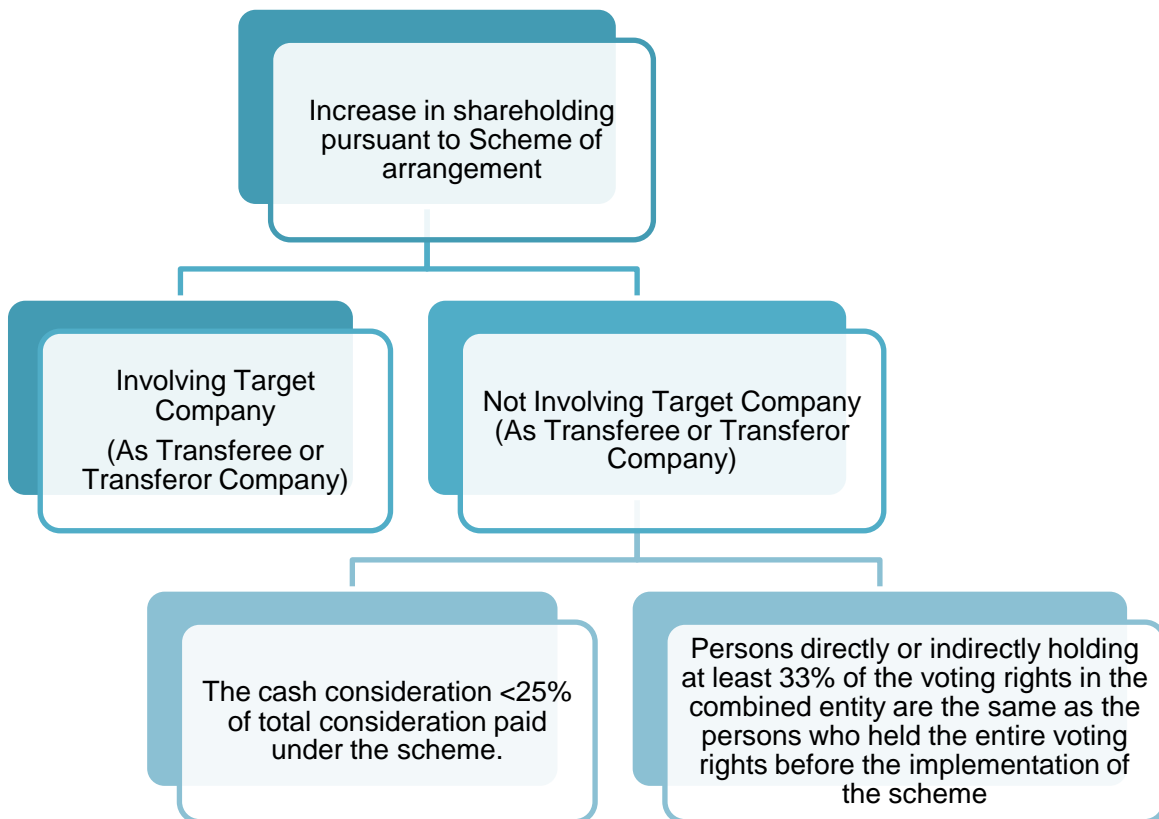 Increase in shareholding
pursuant to Scheme of
arrangement
Involving Target
Company
(As Transferee or
Transferor Company)
Not Involving Target Company
(As Transferee or Transferor
Company)
The cash consideration <25%
of total consideration paid
under the scheme.
Persons directly or indirectly holding
at least 33% of the voting rights in the
combined entity are the same as the
persons who held the entire voting
rights before the implementation of
the scheme